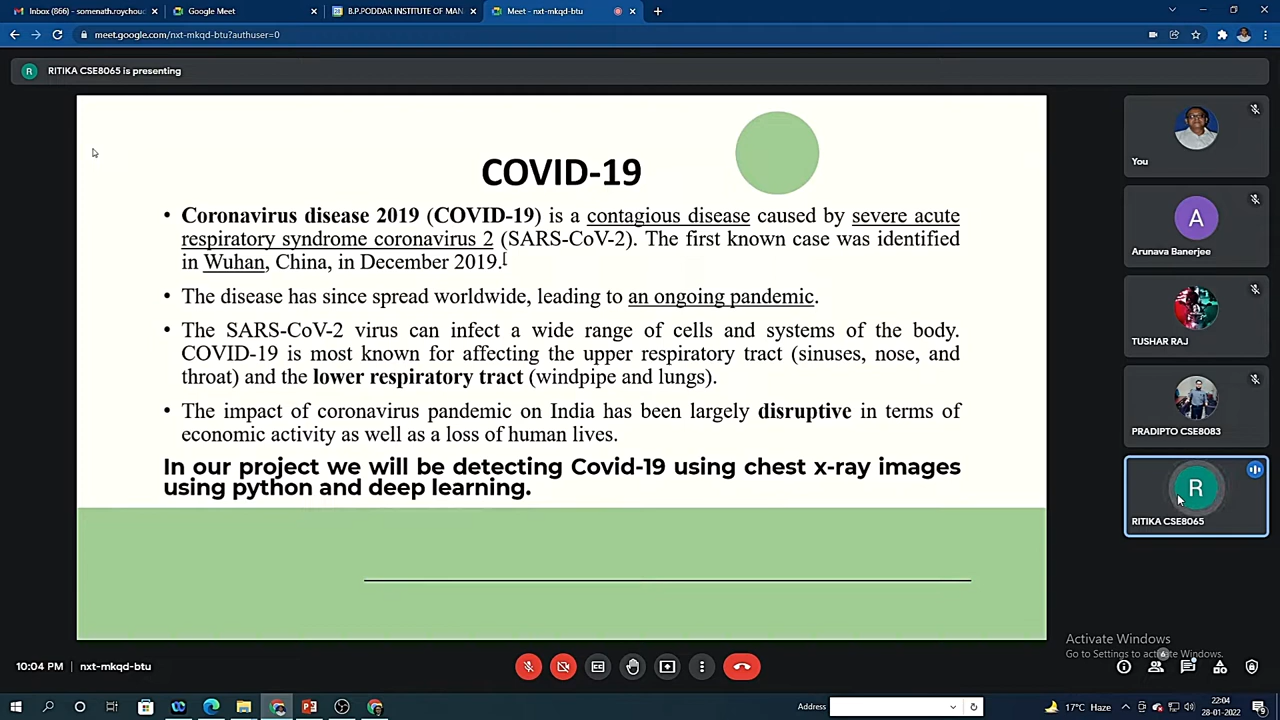 Inbox (866) - somenath.roychouc
Google Meet
B.P.PODDAR INSTITUTE OF MAN
Meet - nxt-mkqd-btu
meet.google.com/nxt-mkqd-btu?authuser=0
R RITIKA CSE8065 is presenting
COVID-19
• Coronavirus disease 2019 (COVID-19) is a contagious disease caused by severe acute
respiratory syndrome coronavirus 2 (SARS-CoV-2). The first known case was identified
in Wuhan, China, in December 2019.[
• The disease has since spread worldwide, leading to an ongoing pandemic.
• The SARS-CoV-2 virus can infect a wide range of cells and systems of the body.
COVID-19 is most known for affecting the upper respiratory tract (sinuses, nose, and
throat) and the lower respiratory tract (windpipe and lungs).
• The impact of coronavirus pandemic on India has been largely disruptive in terms of
economic activity as well as a loss of human lives.
In our project we will be detecting Covid-19 using chest x-ray images
using python and deep learning.
You
A
Arunava Banerjee
TUSHAR RAJ
PRADIPTO CSE8083
R
RITIKA CSE8065
Activate Windows
Go to Settings to activate Windows.
10:04 PM | nxt-mkqd-btu
6
Address
17°C Haze
22:04
28-01-2022